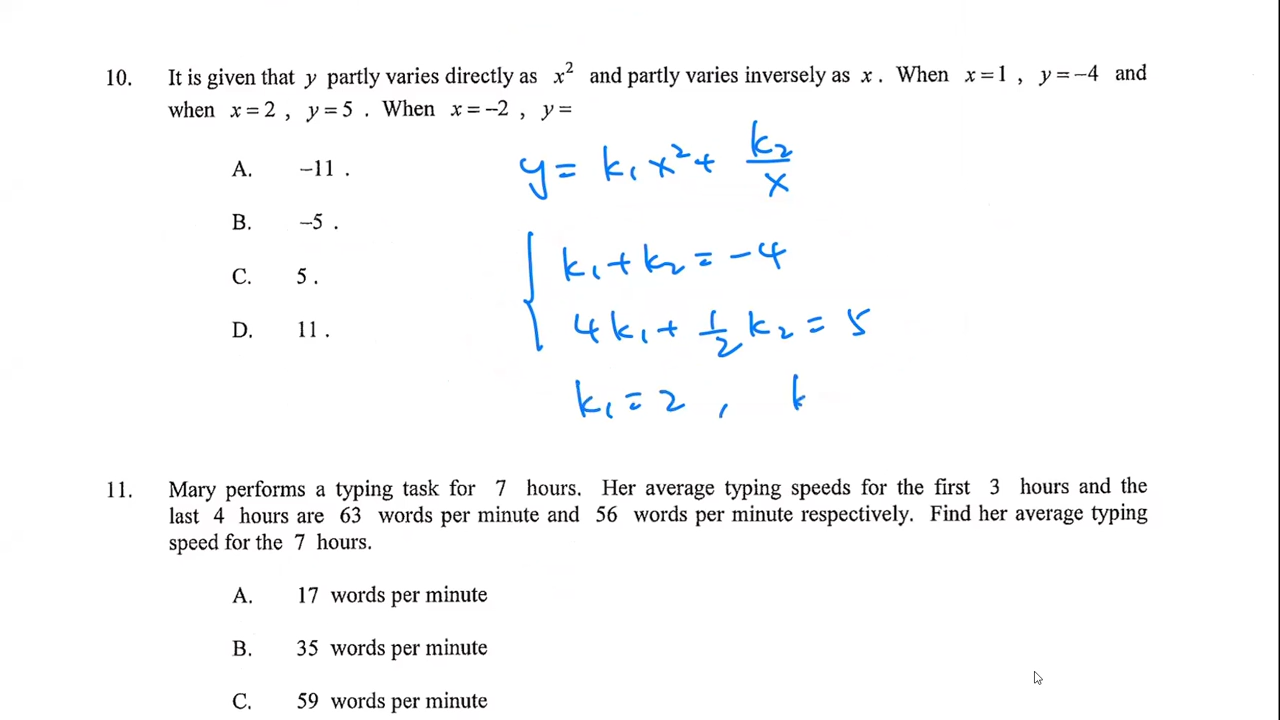 10. It is given that y partly varies directly as x² and partly varies inversely as x . When x=1 , y=−4 and
when x=2 , y=5 . When x=−2 , y=
A. −11 .
B. −5 .
C. 5 .
D. 11 .
y = k₁x² + k₂/x
k₁ + k₂ = −4
4k₁ + 1/2 k₂ = 5
k₁ = 2 , k
11. Mary performs a typing task for 7 hours. Her average typing speeds for the first 3 hours and the
last 4 hours are 63 words per minute and 56 words per minute respectively. Find her average typing
speed for the 7 hours.
A. 17 words per minute
B. 35 words per minute
C. 59 words per minute